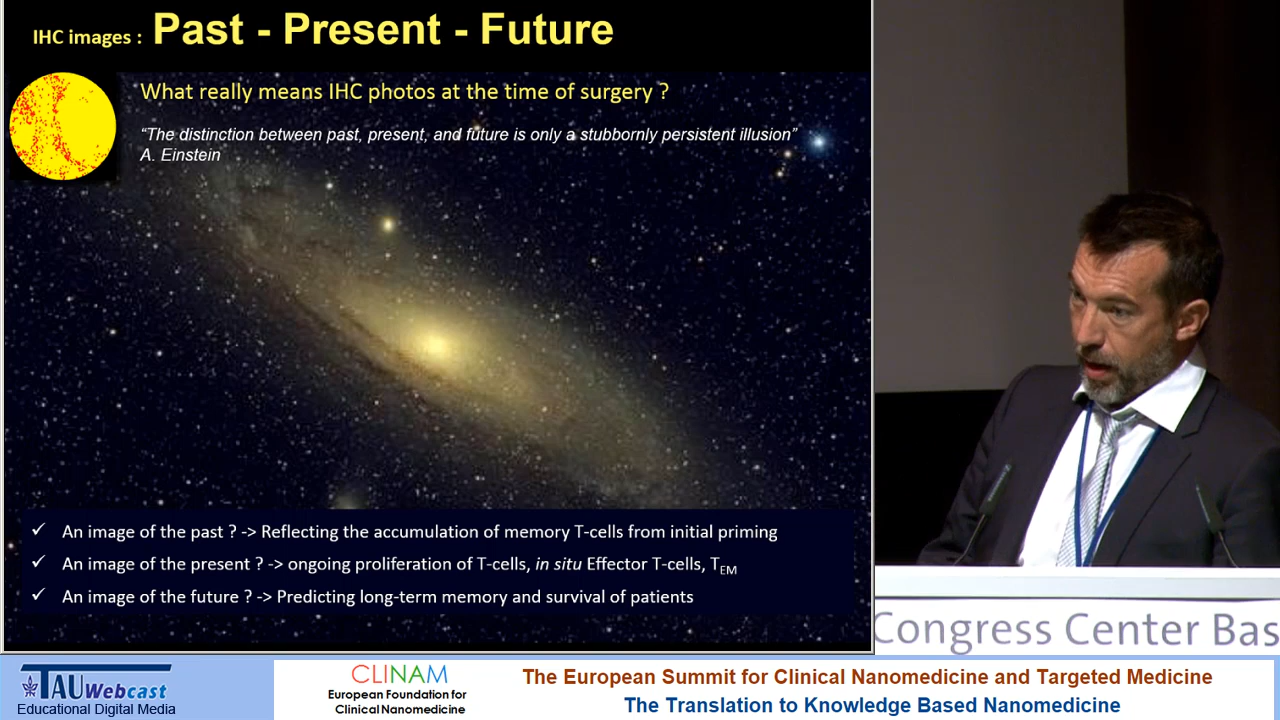 IHC images : Past - Present - Future
What really means IHC photos at the time of surgery ?
“The distinction between past, present, and future is only a stubbornly persistent illusion”
A. Einstein
✓ An image of the past ? -> Reflecting the accumulation of memory T-cells from initial priming
✓ An image of the present ? -> ongoing proliferation of T-cells, in situ Effector T-cells, TEM
✓ An image of the future ? -> Predicting long-term memory and survival of patients
Congress Center Bas
TAU Webcast
Educational Digital Media
CLINAM
European Foundation for
Clinical Nanomedicine
The European Summit for Clinical Nanomedicine and Targeted Medicine
The Translation to Knowledge Based Nanomedicine